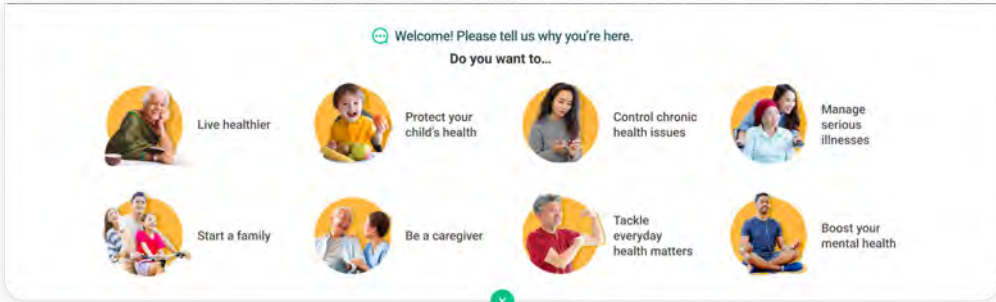 Welcome! Please tell us why you're here.
Do you want to...
Live healthier
Protect your
child's health
Control chronic
health issues
Manage
serious
illnesses
Start a family
Be a caregiver
Tackle
everyday
health matters
Boost your
mental health